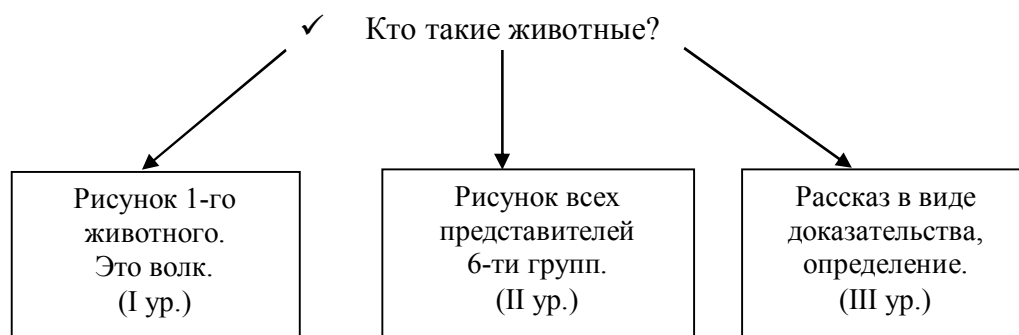 ✓ Кто такие животные?
Рисунок 1-го
животного.
Это волк.
(I ур.)
Рисунок всех
представителей
6-ти групп.
(II ур.)
Рассказ в виде
доказательства,
определение.
(III ур.)